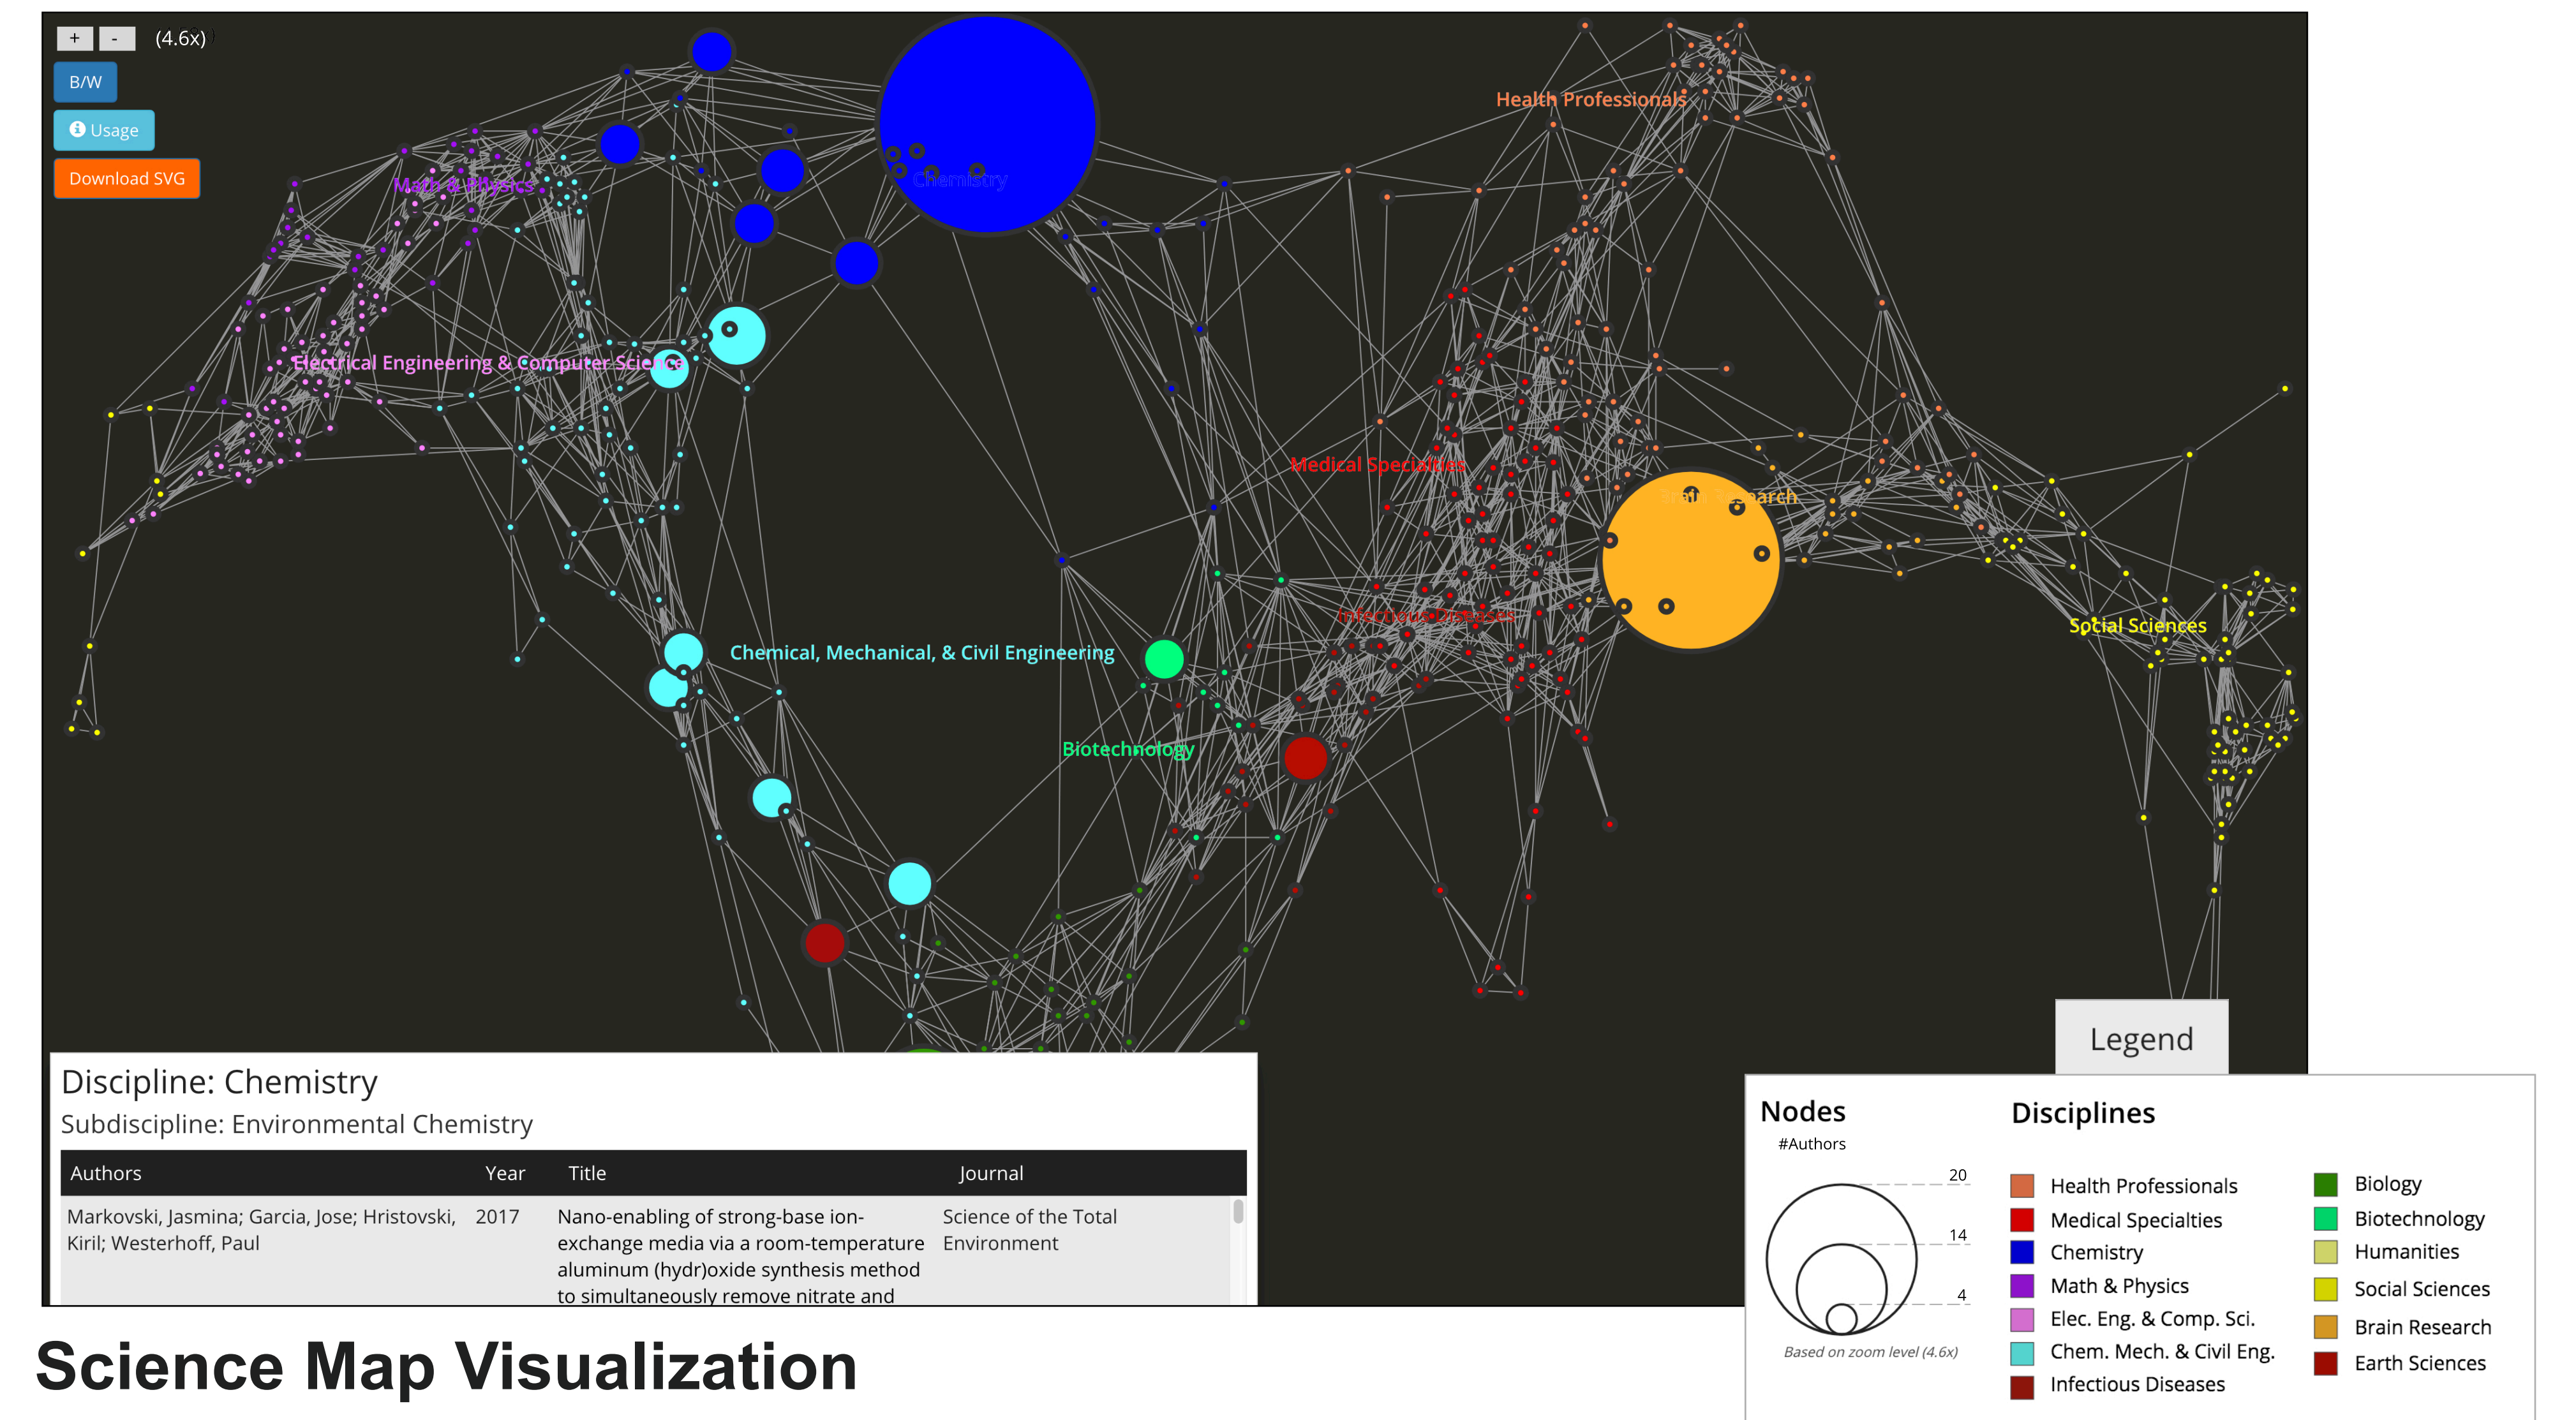 + - (4.6x)
B/W
Usage
Download SVG
Health Professionals
Math & Physics
Chemistry
Electrical Engineering & Computer Science
Medical Specialties
Brain Research
Infectious Diseases
Social Sciences
Chemical, Mechanical, & Civil Engineering
Biotechnology
Discipline: Chemistry
Subdiscipline: Environmental Chemistry
Authors Year Title Journal
Markovski, Jasmina; Garcia, Jose; Hristovski, 2017 Nano-enabling of strong-base ion- Science of the Total
Kiril; Westerhoff, Paul exchange media via a room-temperature Environment
aluminum (hydr)oxide synthesis method
to simultaneously remove nitrate and
Legend
Nodes
#Authors
20
14
4
Based on zoom level (4.6x)
Disciplines
Health Professionals
Medical Specialties
Chemistry
Math & Physics
Elec. Eng. & Comp. Sci.
Chem. Mech. & Civil Eng.
Infectious Diseases
Biology
Biotechnology
Humanities
Social Sciences
Brain Research
Earth Sciences
Science Map Visualization